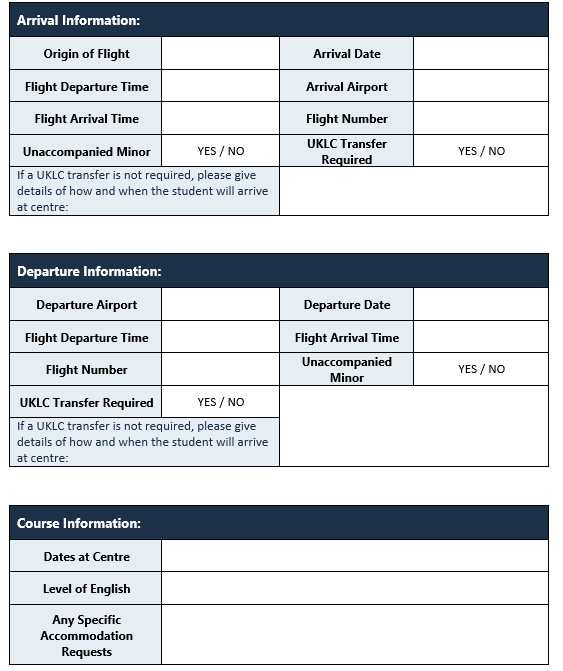 Arrival Information:
Origin of Flight
Arrival Date
Flight Departure Time
Arrival Airport
Flight Arrival Time
Flight Number
Unaccompanied Minor
YES / NO
UKLC Transfer
Required
YES / NO
If a UKLC transfer is not required, please give
details of how and when the student will arrive
at centre:
Departure Information:
Departure Airport
Departure Date
Flight Departure Time
Flight Arrival Time
Flight Number
Unaccompanied
Minor
YES / NO
UKLC Transfer Required
YES / NO
If a UKLC transfer is not required, please give
details of how and when the student will arrive
at centre:
Course Information:
Dates at Centre
Level of English
Any Specific
Accommodation
Requests